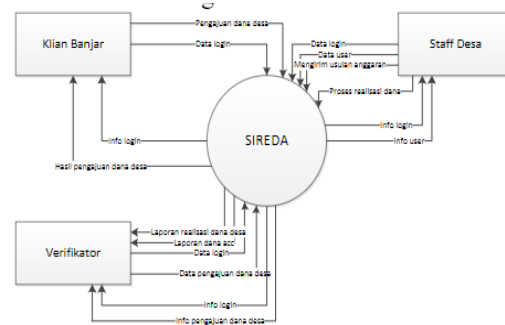 Pengajuan dana desa
Klian Banjar
Data login
Data login
Data user
Mengirim usulan anggaran
Staff Desa
Proses realisasi dana
Info login
SIREDA
Info login
Info user
Hasil pengajuan dana desa
Laporan realisasi dana desa
Laporan dana acc
Verifikator
Data login
Data pengajuan dana desa
Info login
Info pengajuan dana desa